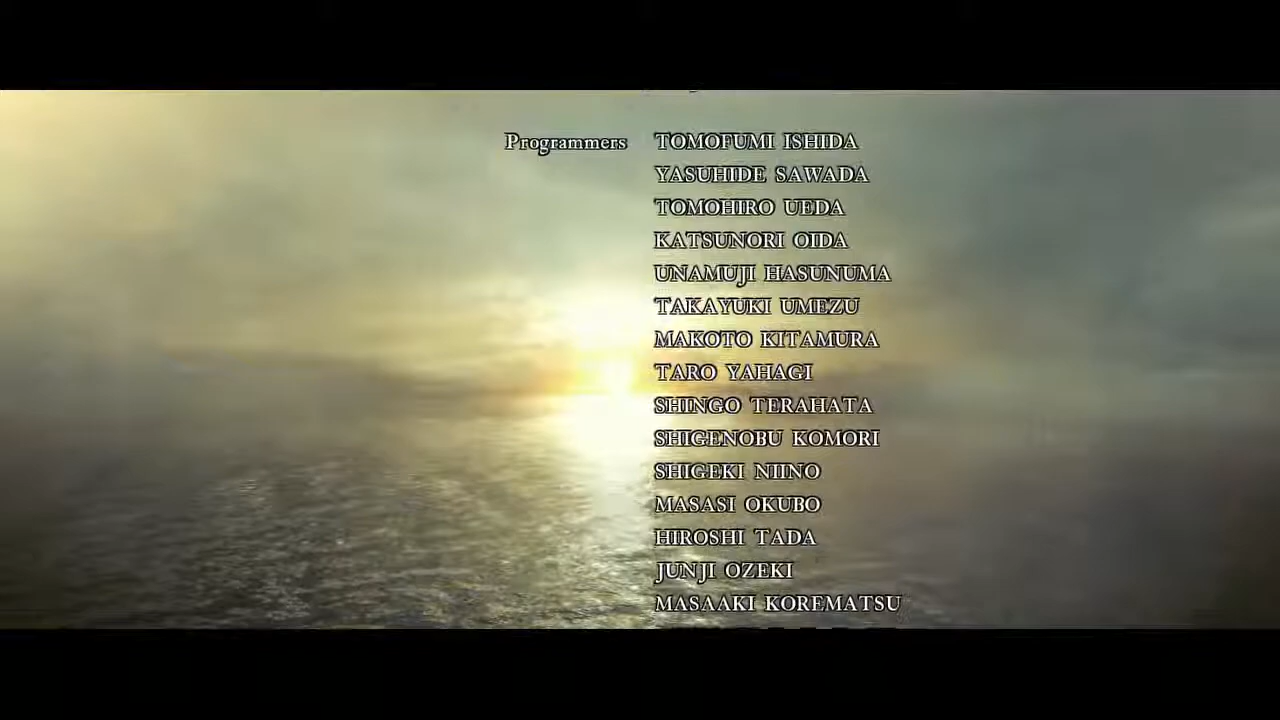 Programmers TOMOFUMI ISHIDA
YASUHIDE SAWADA
TOMOHIRO UEDA
KATSUNORI OIDA
UNAMUJI HASUNUMA
TAKAYUKI UMEZU
MAKOTO KITAMURA
TARO YAHAGI
SHINGO TERAHATA
SHIGENOBU KOMORI
SHIGEKI NIINO
MASASI OKUBO
HIROSHI TADA
JUNJI OZEKI
MASAAKI KOREMATSU